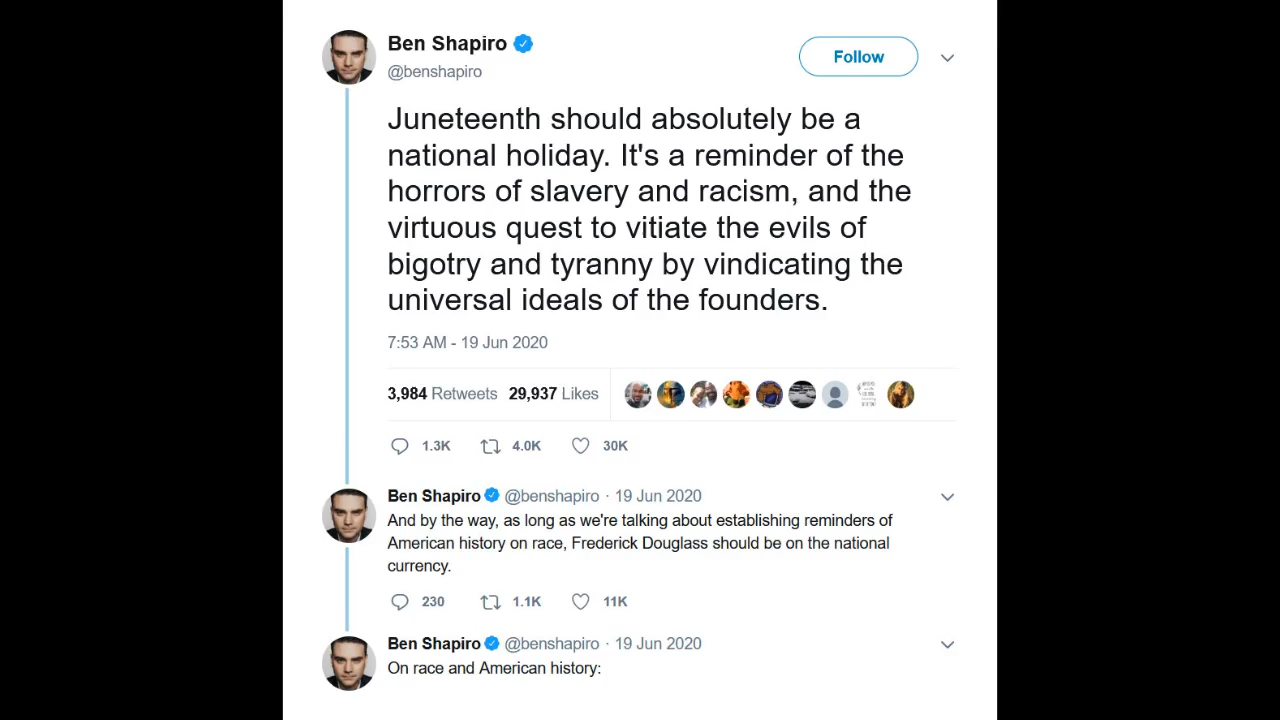 Ben Shapiro
@benshapiro
Follow
Juneteenth should absolutely be a
national holiday. It's a reminder of the
horrors of slavery and racism, and the
virtuous quest to vitiate the evils of
bigotry and tyranny by vindicating the
universal ideals of the founders.
7:53 AM - 19 Jun 2020
3,984 Retweets 29,937 Likes
1.3K 4.0K 30K
Ben Shapiro @benshapiro · 19 Jun 2020
And by the way, as long as we're talking about establishing reminders of
American history on race, Frederick Douglass should be on the national
currency.
230 1.1K 11K
Ben Shapiro @benshapiro · 19 Jun 2020
On race and American history: